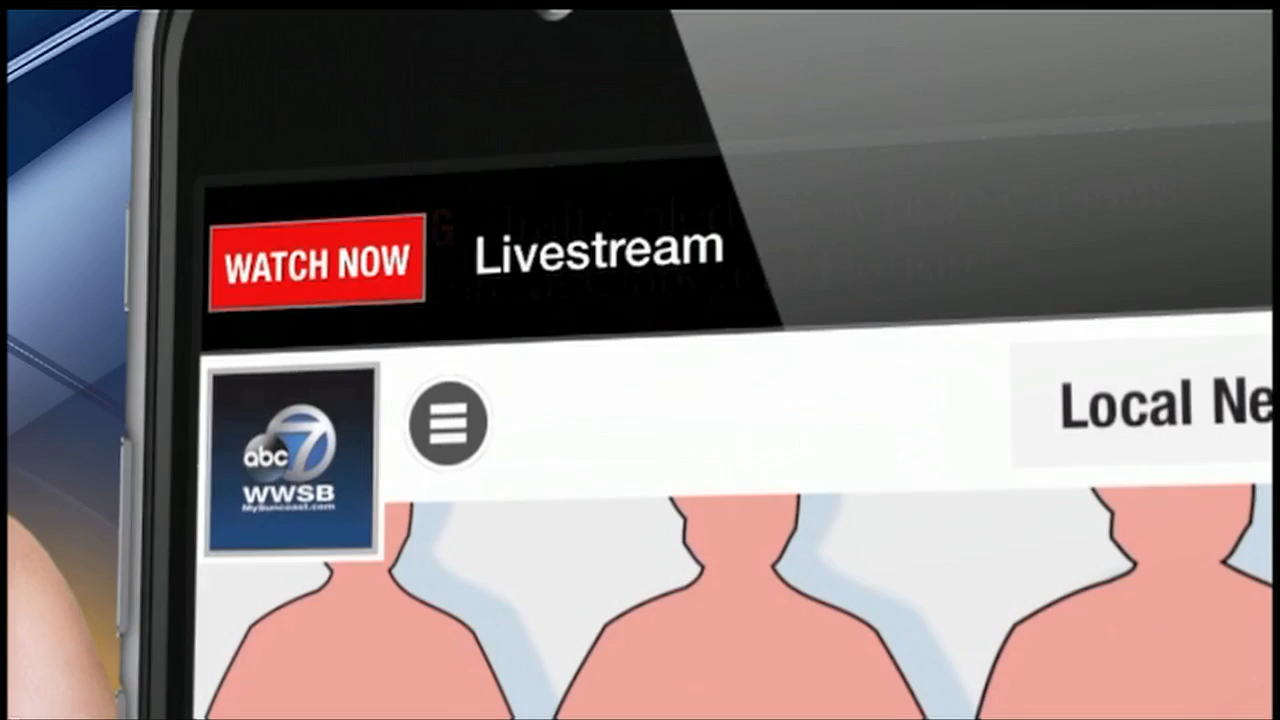 WATCH NOW
Livestream
abc 7
WWSB
MySuncoast.com
Local Ne